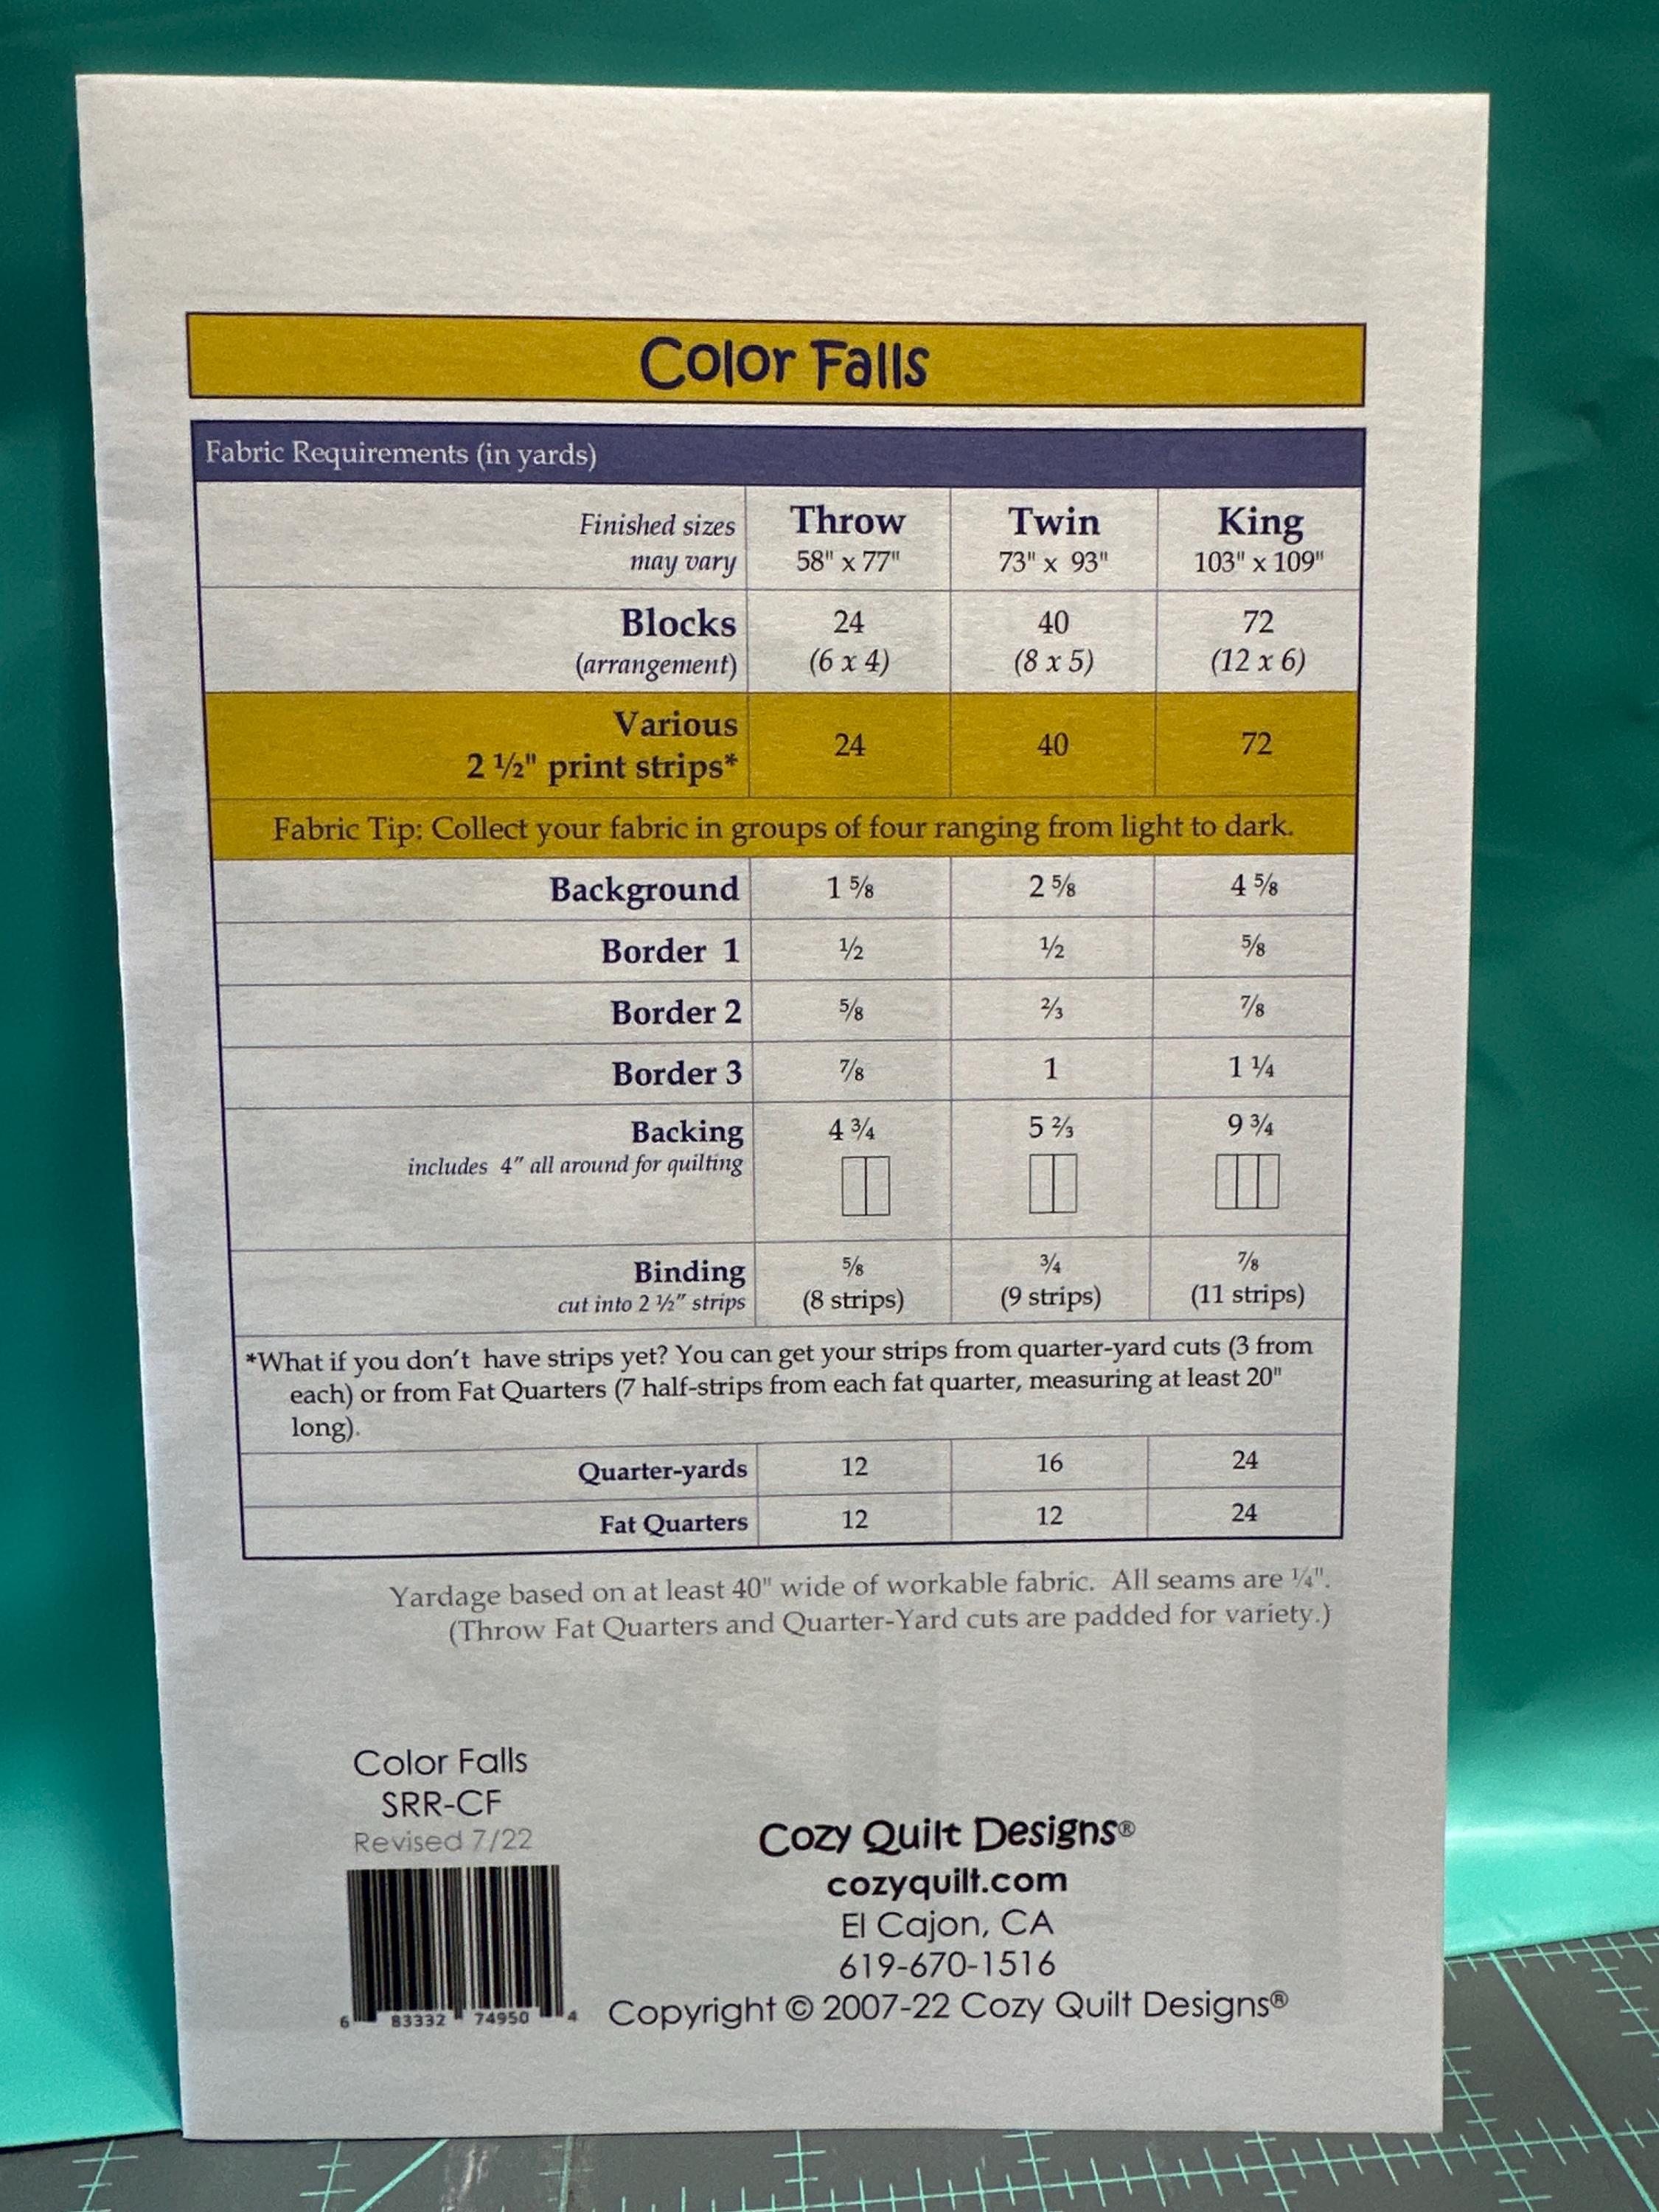 Color Falls
Fabric Requirements (in yards)
Finished sizes may vary Throw 58" x 77" Twin 73" x 93" King 103" x 109"
Blocks (arrangement) 24 (6 x 4) 40 (8 x 5) 72 (12 x 6)
Various 2 ½" print strips* 24 40 72
Fabric Tip: Collect your fabric in groups of four ranging from light to dark.
Background 1 ⅝ 2 ⅝ 4 ⅝
Border 1 ½ ½ ⅝
Border 2 ⅝ ⅔ ⅞
Border 3 ⅞ 1 1 ¼
Backing 4 ¾ 5 ⅔ 9 ¾
includes 4" all around for quilting
Binding ⅝ ¾ ⅞
cut into 2 ½" strips (8 strips) (9 strips) (11 strips)
*What if you don't have strips yet? You can get your strips from quarter-yard cuts (3 from
each) or from Fat Quarters (7 half-strips from each fat quarter, measuring at least 20"
long).
Quarter-yards 12 16 24
Fat Quarters 12 12 24
Yardage based on at least 40" wide of workable fabric. All seams are ¼".
(Throw Fat Quarters and Quarter-Yard cuts are padded for variety.)
Color Falls
SRR-CF
Revised 7/22
6 83332 74950 4
Cozy Quilt Designs®
cozyquilt.com
El Cajon, CA
619-670-1516
Copyright © 2007-22 Cozy Quilt Designs®